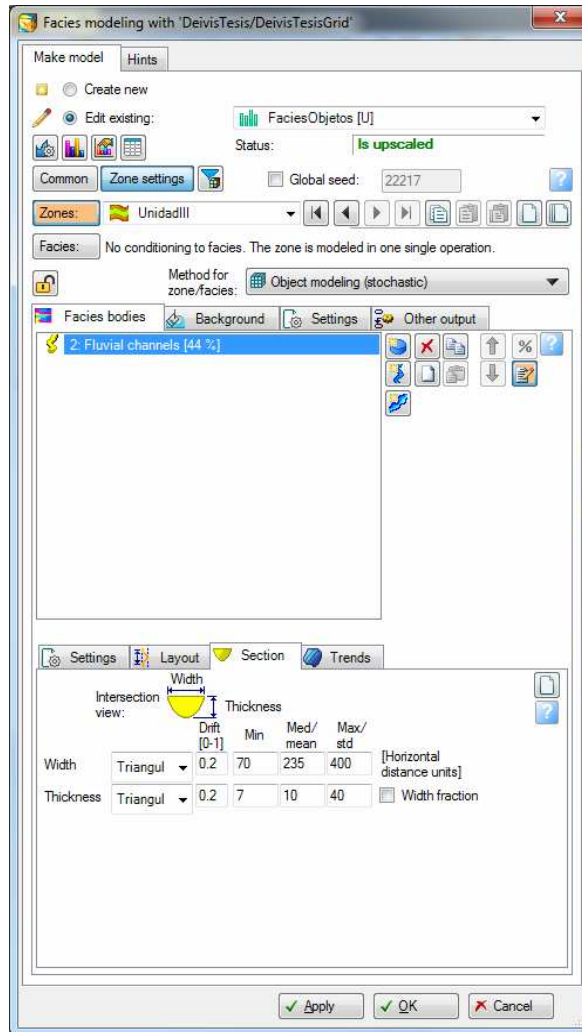 Facies modeling with 'DeivisTesis/DeivisTesisGrid'
Make model Hints
Create new
Edit existing: FaciesObjetos [U]
Status: Is upscaled
Common Zone settings Global seed: 22217
Zones: UnidadIII
Facies: No conditioning to facies. The zone is modeled in one single operation.
Method for
zone/facies: Object modeling (stochastic)
Facies bodies Background Settings Other output
2: Fluvial channels [44 %]
%
Settings Layout Section Trends
Width
Intersection
view: Thickness
Drift
[0-1] Min Med/
mean Max/
std
Width Triangul 0.2 70 235 400 [Horizontal
distance units]
Thickness Triangul 0.2 7 10 40 Width fraction
Apply OK Cancel